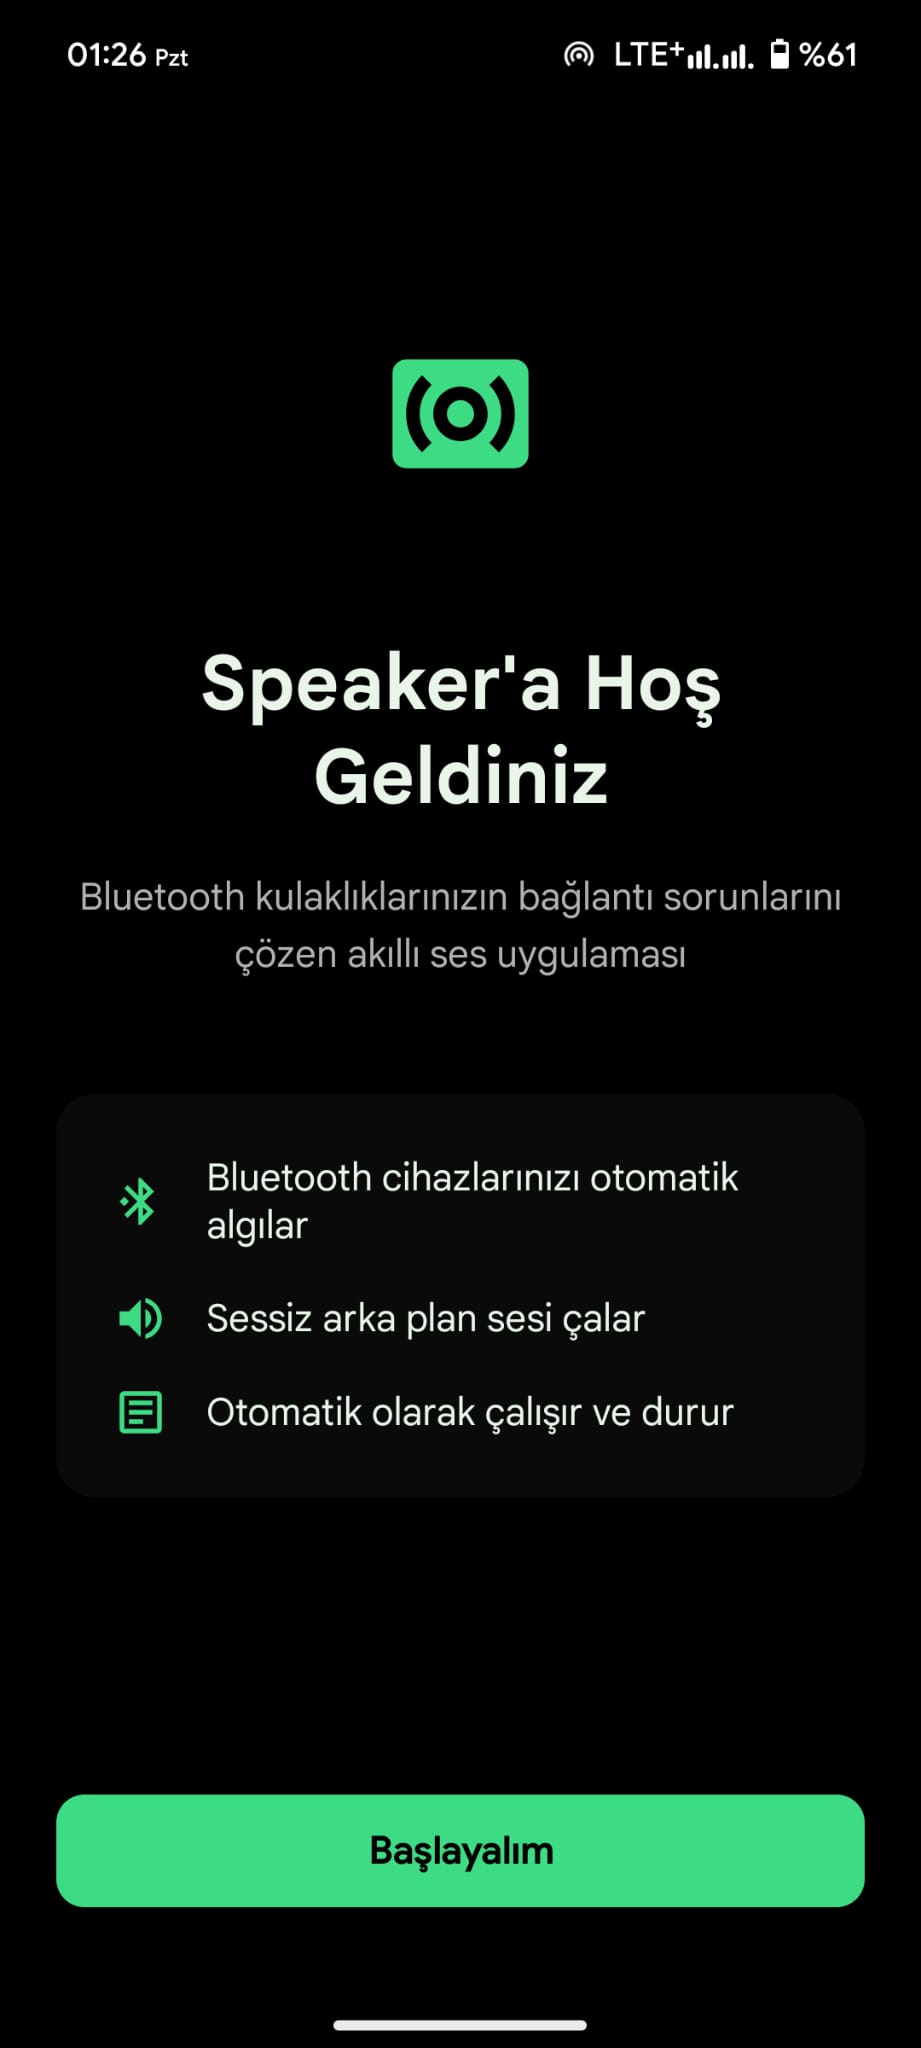 01:26 Pzt LTE+ %61
Speaker'a Hoş
Geldiniz
Bluetooth kulaklıklarınızın bağlantı sorunlarını
çözen akıllı ses uygulaması
Bluetooth cihazlarınızı otomatik
algılar
Sessiz arka plan sesi çalar
Otomatik olarak çalışır ve durur
Başlayalım